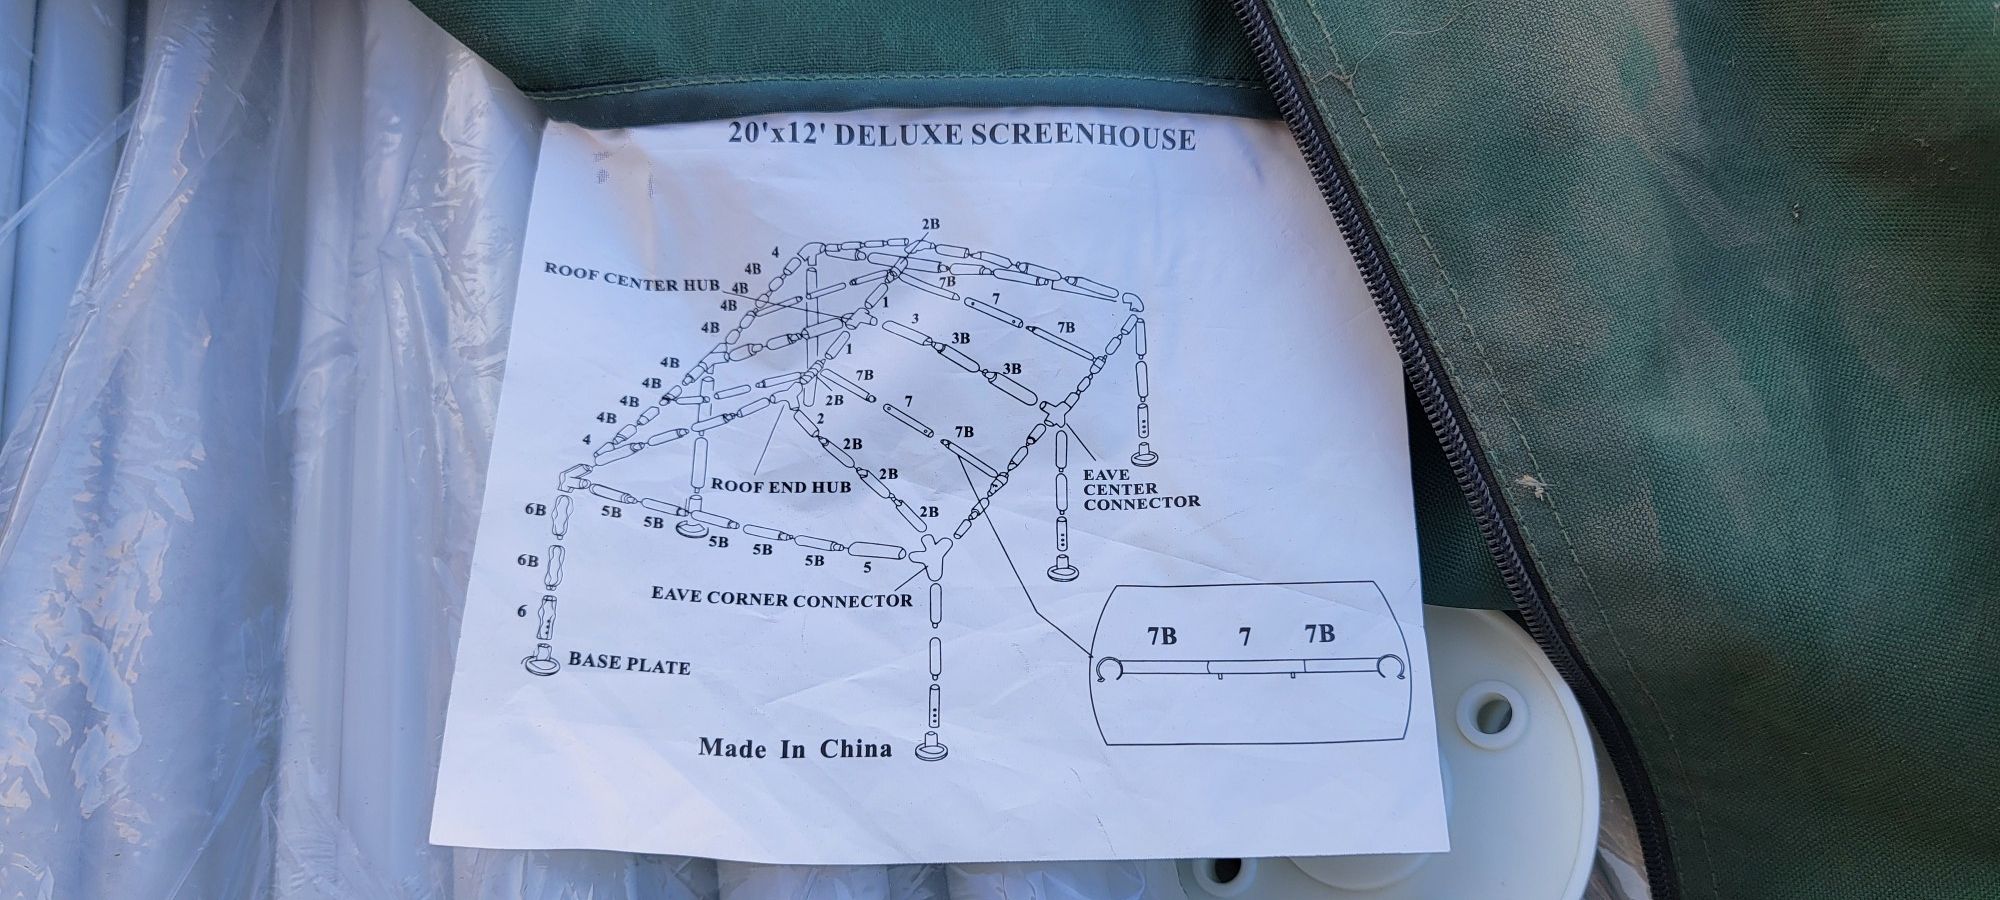 20'x12' DELUXE SCREENHOUSE
2B
4
4B
ROOF CENTER HUB
4B
7B
4B
1
7
3
4B
7B
3B
1
4B
3B
7B
4B
2B
7
4B
2
4B
7B
4
2B
2B
EAVE
CENTER
CONNECTOR
ROOF END HUB
6B
5B
5B
2B
5B
5B
5B
5
6B
EAVE CORNER CONNECTOR
6
BASE PLATE
7B 7 7B
Made In China